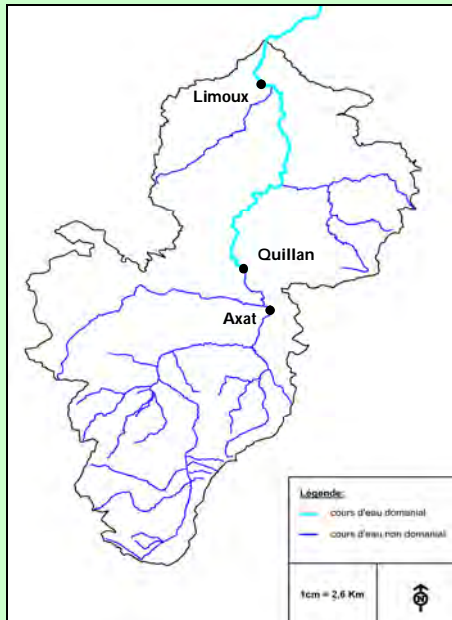 Limoux
Quillan
Axat
Légende:
cours d'eau domanial
cours d'eau non domanial
1cm = 2,6 Km
N